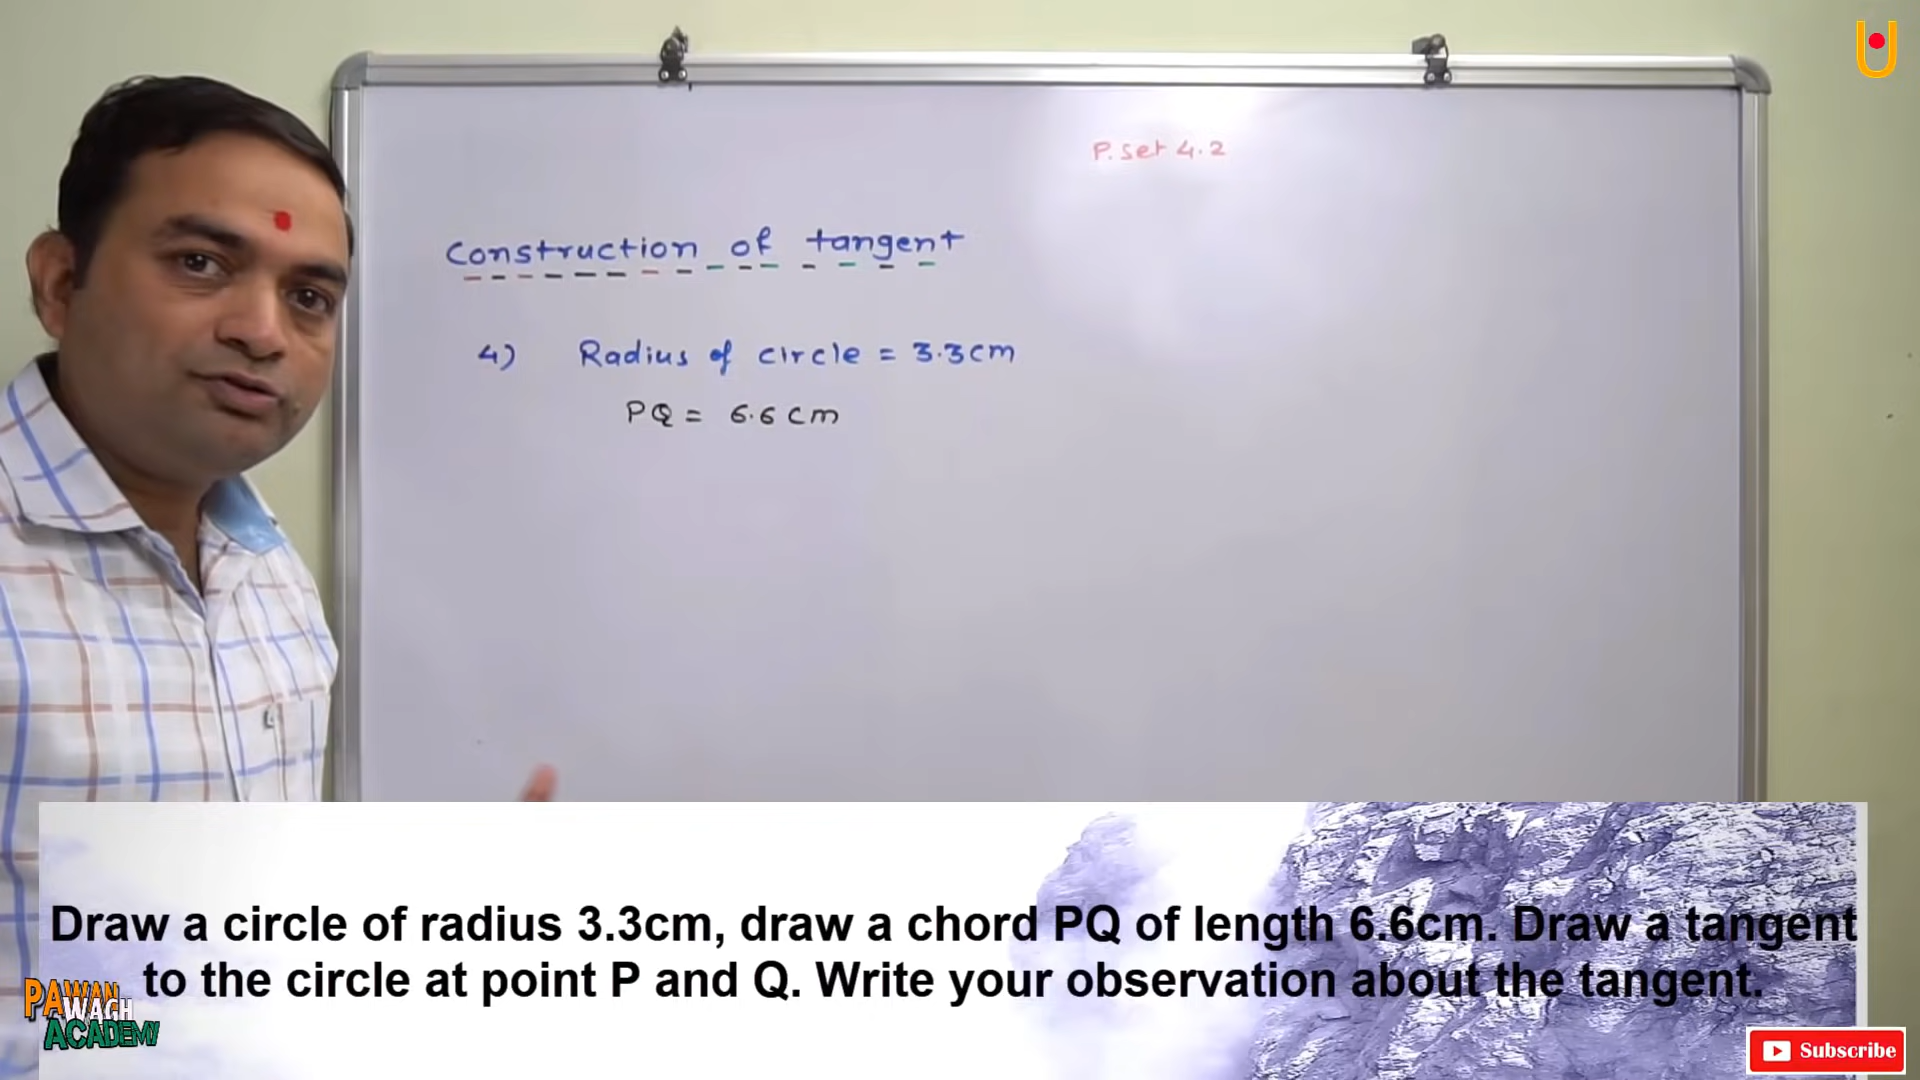 P. set 4.2
Construction of tangent
4) Radius of circle = 3.3cm
PQ = 6.6cm
Draw a circle of radius 3.3cm, draw a chord PQ of length 6.6cm. Draw a tangent
to the circle at point P and Q. Write your observation about the tangent.
PAWAN
WAGH
ACADEMY
Subscribe